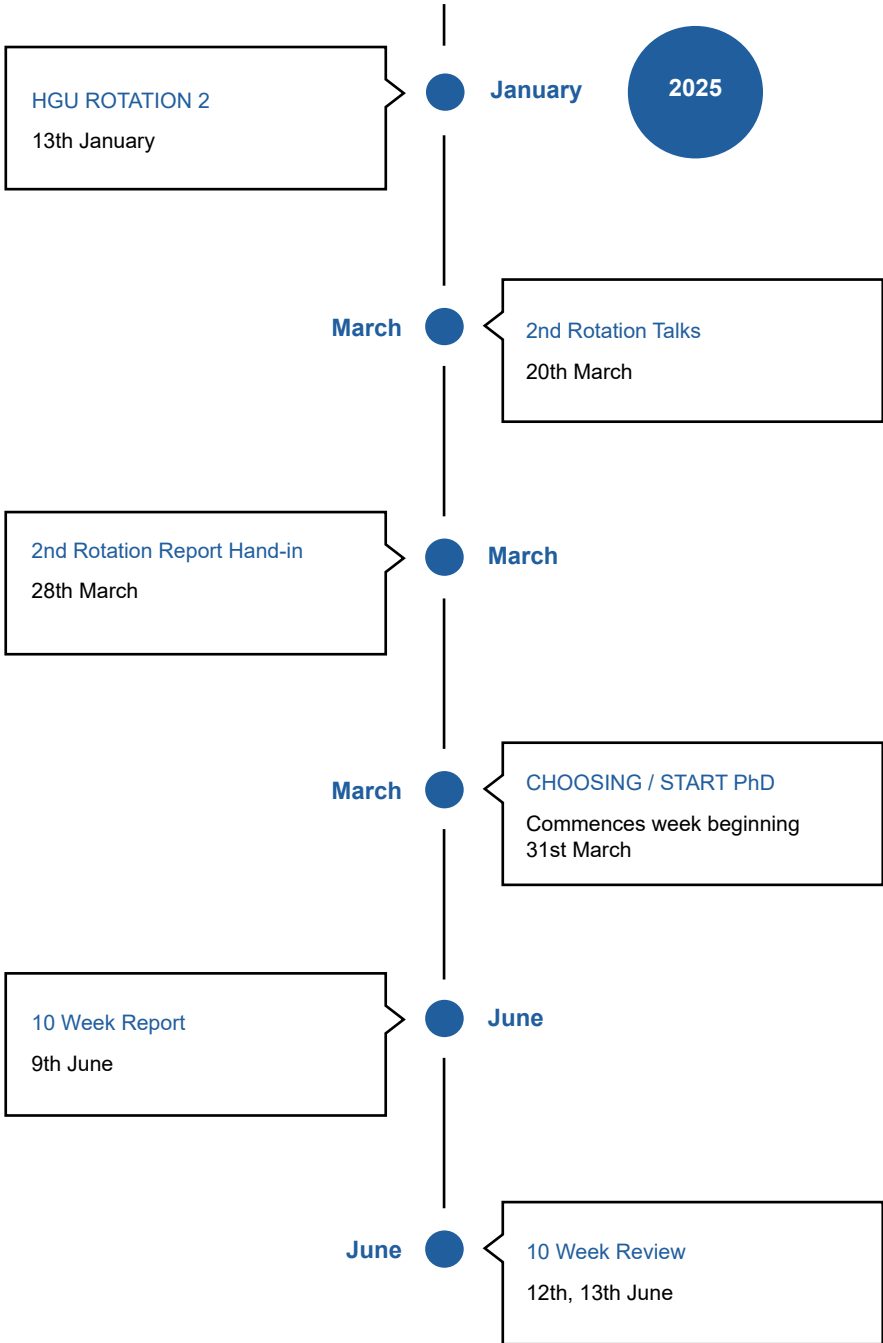 January
2025
HGU ROTATION 2
13th January
March
2nd Rotation Talks
20th March
2nd Rotation Report Hand-in
28th March
March
March
CHOOSING / START PhD
Commences week beginning
31st March
10 Week Report
9th June
June
June
10 Week Review
12th, 13th June